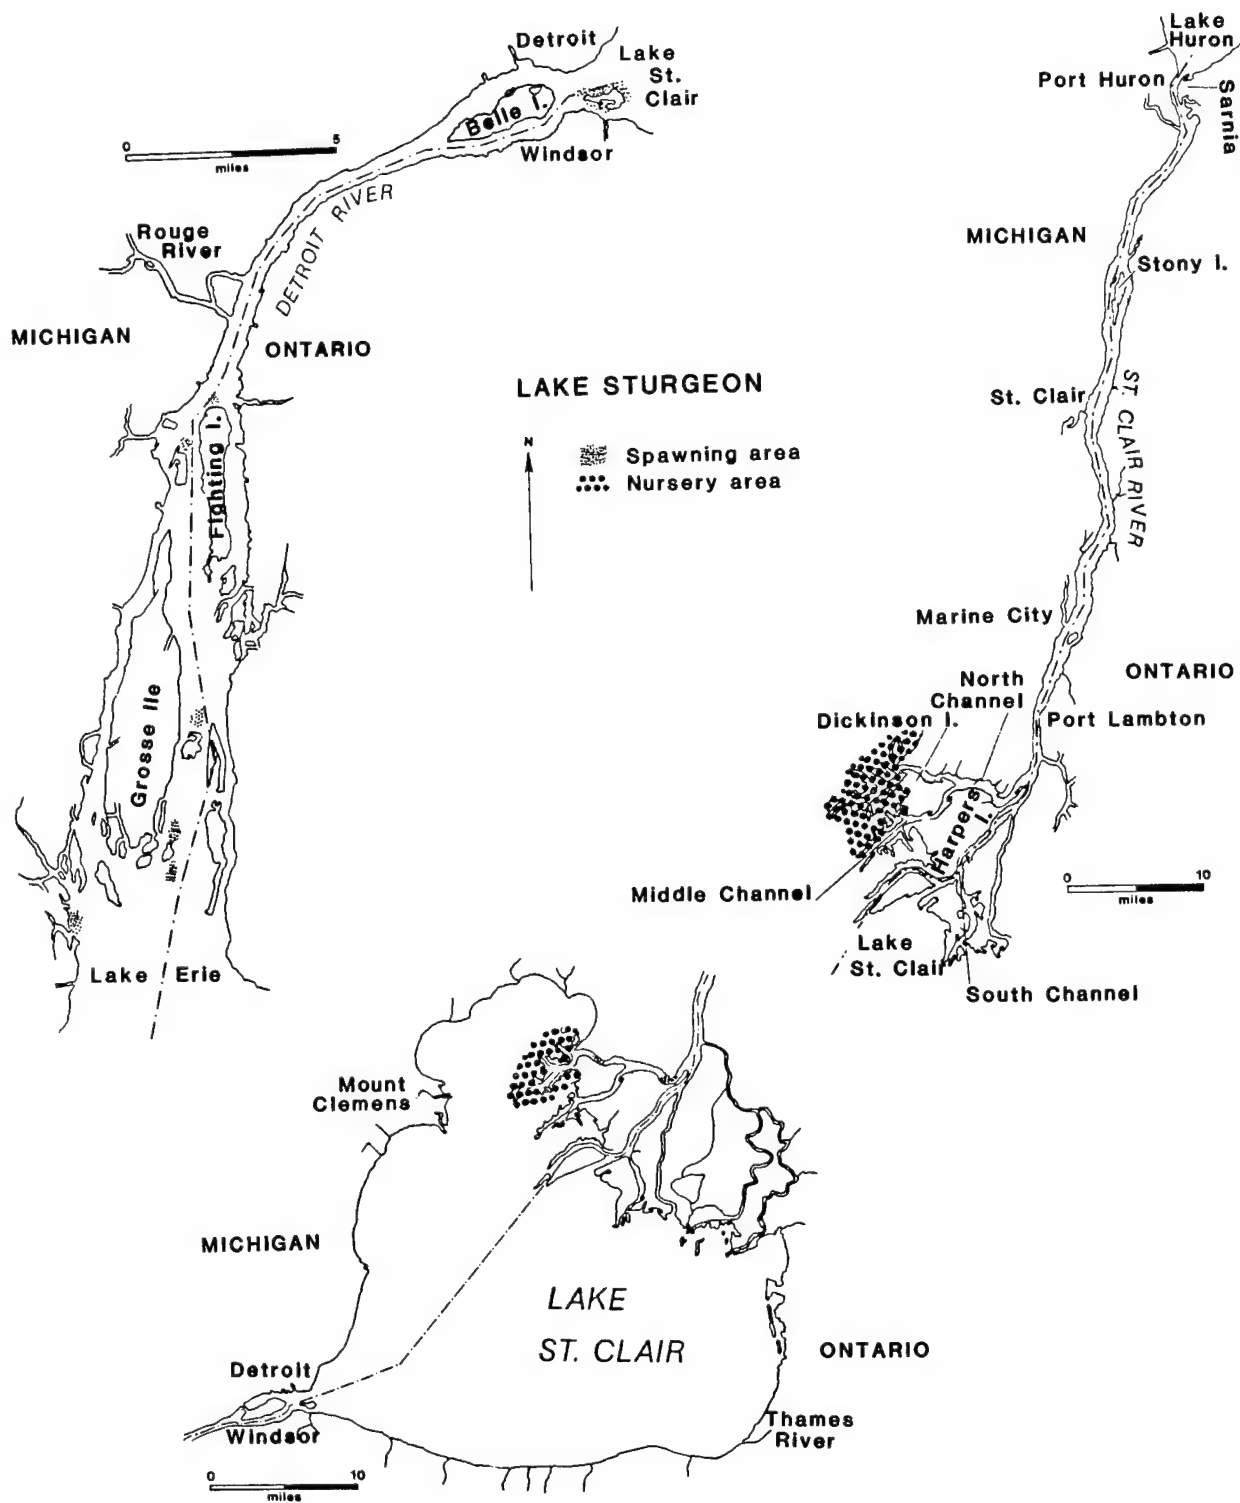 Detroit
Lake
St.
Clair
Belle I.
Windsor
0 5
miles
DETROIT RIVER
Rouge
River
MICHIGAN
ONTARIO
Fighting I.
Grosse Ile
Lake Erie
LAKE STURGEON
N
Spawning area
Nursery area
Lake
Huron
Port Huron
Sarnia
MICHIGAN
Stony I.
St. Clair
ST. CLAIR RIVER
Marine City
ONTARIO
North
Channel
Dickinson I.
Port Lambton
Harpers
I.
Middle Channel
0 10
miles
Lake
St. Clair
South Channel
Mount
Clemens
MICHIGAN
LAKE
ST. CLAIR
ONTARIO
Detroit
Windsor
Thames
River
0 10
miles